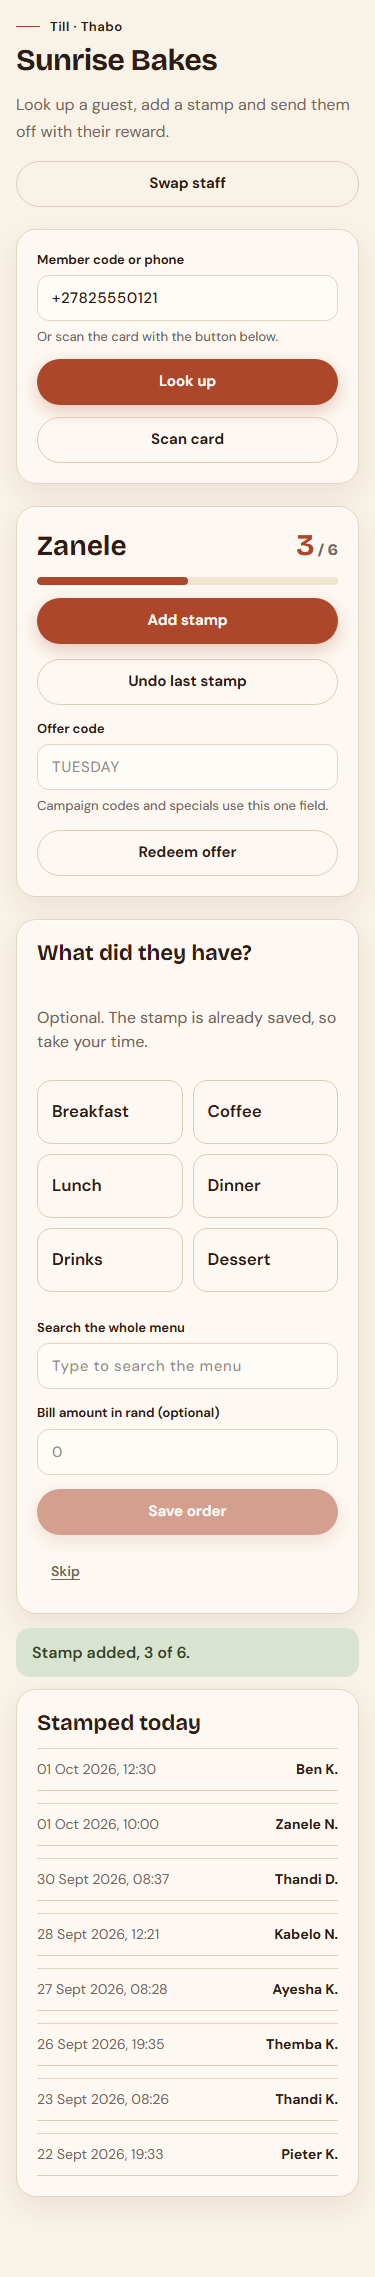 Till · Thabo
Sunrise Bakes
Look up a guest, add a stamp and send them
off with their reward.
Swap staff
Member code or phone
+27825550121
Or scan the card with the button below.
Look up
Scan card
Zanele
3 / 6
Add stamp
Undo last stamp
Offer code
TUESDAY
Campaign codes and specials use this one field.
Redeem offer
What did they have?
Optional. The stamp is already saved, so
take your time.
Breakfast
Coffee
Lunch
Dinner
Drinks
Dessert
Search the whole menu
Type to search the menu
Bill amount in rand (optional)
0
Save order
Skip
Stamp added, 3 of 6.
Stamped today
01 Oct 2026, 12:30 Ben K.
01 Oct 2026, 10:00 Zanele N.
30 Sept 2026, 08:37 Thandi D.
28 Sept 2026, 12:21 Kabelo N.
27 Sept 2026, 08:28 Ayesha K.
26 Sept 2026, 19:35 Themba K.
23 Sept 2026, 08:26 Thandi K.
22 Sept 2026, 19:33 Pieter K.